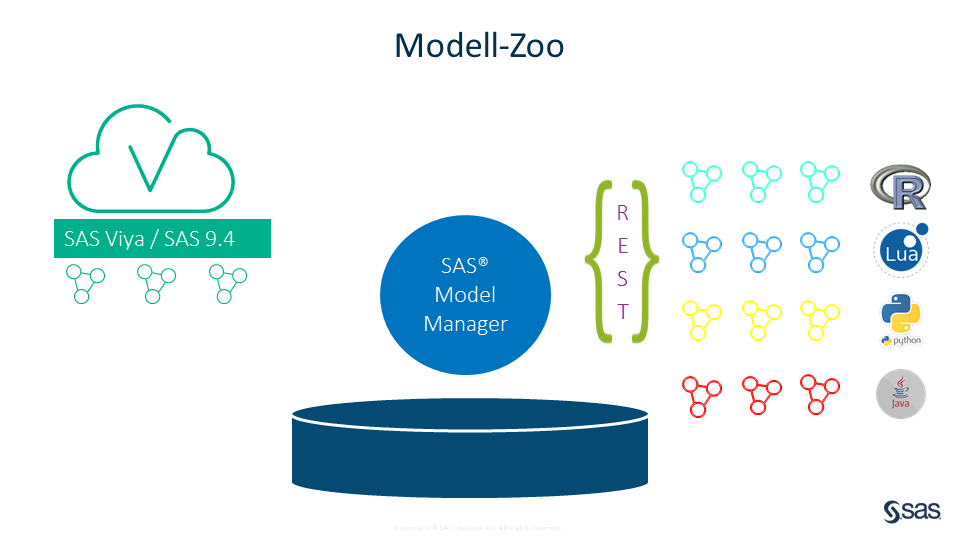 Modell-Zoo
SAS Viya / SAS 9.4
SAS®
Model
Manager
R
E
S
T
R
Lua
python
Java
sas
Copyright © SAS Institute Inc. All rights reserved.